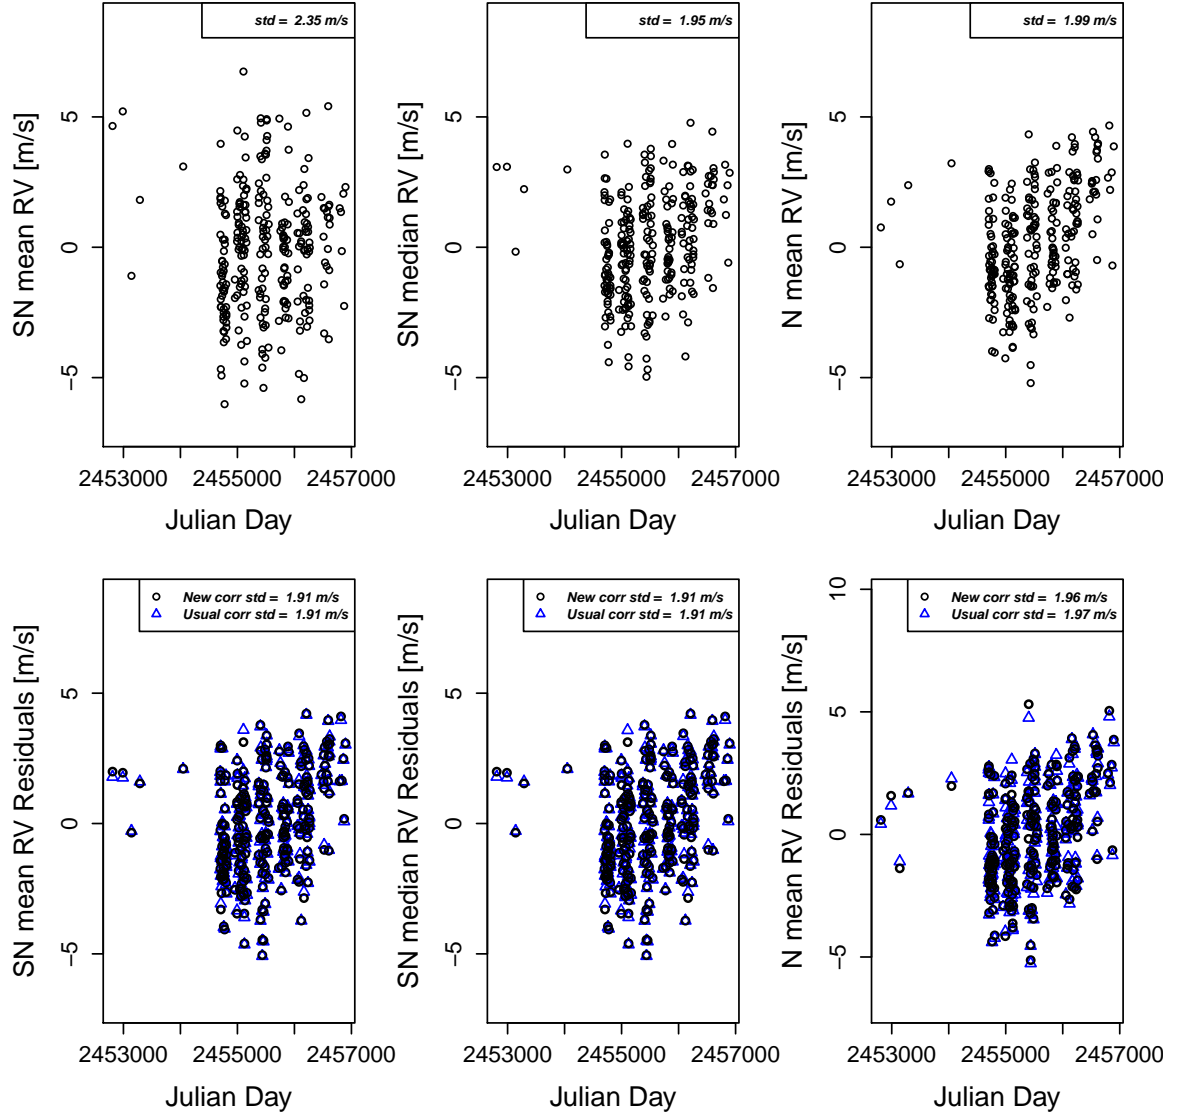 std = 2.35 m/s
SN mean RV [m/s]
5
0
−5
2453000 2455000 2457000
Julian Day
std = 1.95 m/s
SN median RV [m/s]
5
0
−5
2453000 2455000 2457000
Julian Day
std = 1.99 m/s
N mean RV [m/s]
5
0
−5
2453000 2455000 2457000
Julian Day
New corr std = 1.91 m/s
Usual corr std = 1.91 m/s
SN mean RV Residuals [m/s]
5
0
−5
2453000 2455000 2457000
Julian Day
New corr std = 1.91 m/s
Usual corr std = 1.91 m/s
SN median RV Residuals [m/s]
5
0
−5
2453000 2455000 2457000
Julian Day
New corr std = 1.96 m/s
Usual corr std = 1.97 m/s
N mean RV Residuals [m/s]
10
5
0
−5
2453000 2455000 2457000
Julian Day